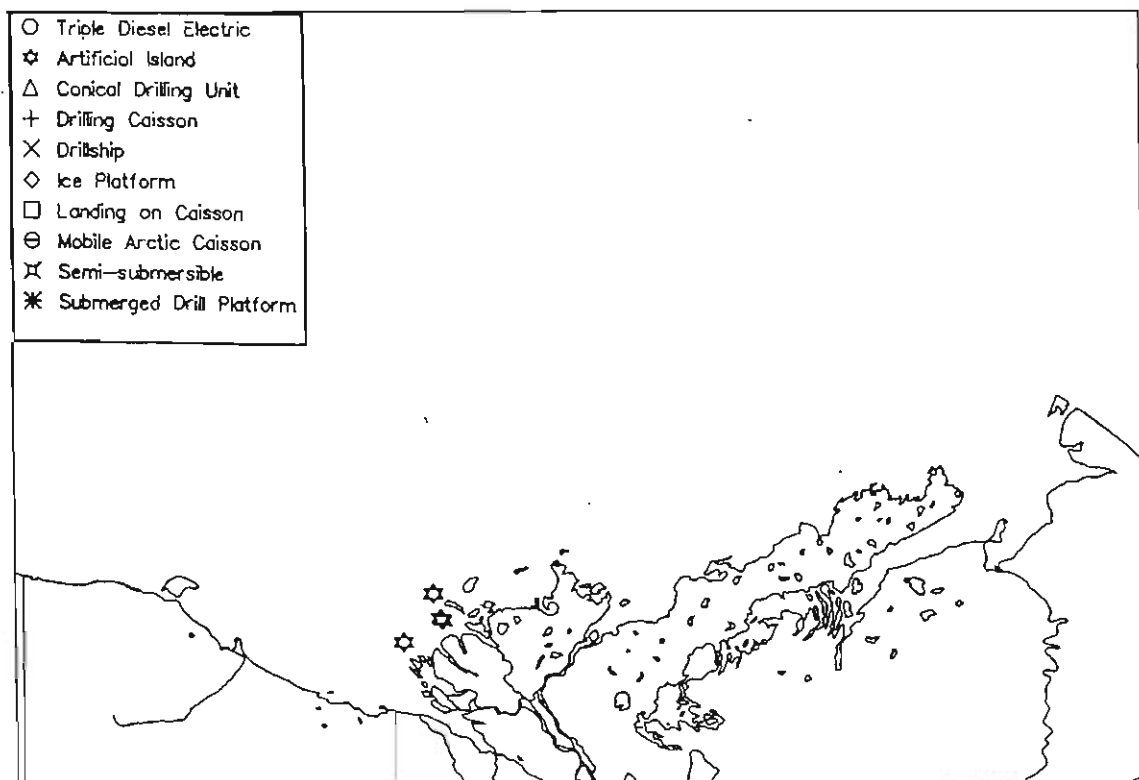 Triple Diesel Electric
Artificiol Island
Conical Drilling Unit
Drilling Caisson
Drillship
Ice Platform
Landing on Caisson
Mobile Arctic Caisson
Semi-submersible
Submerged Drill Platform